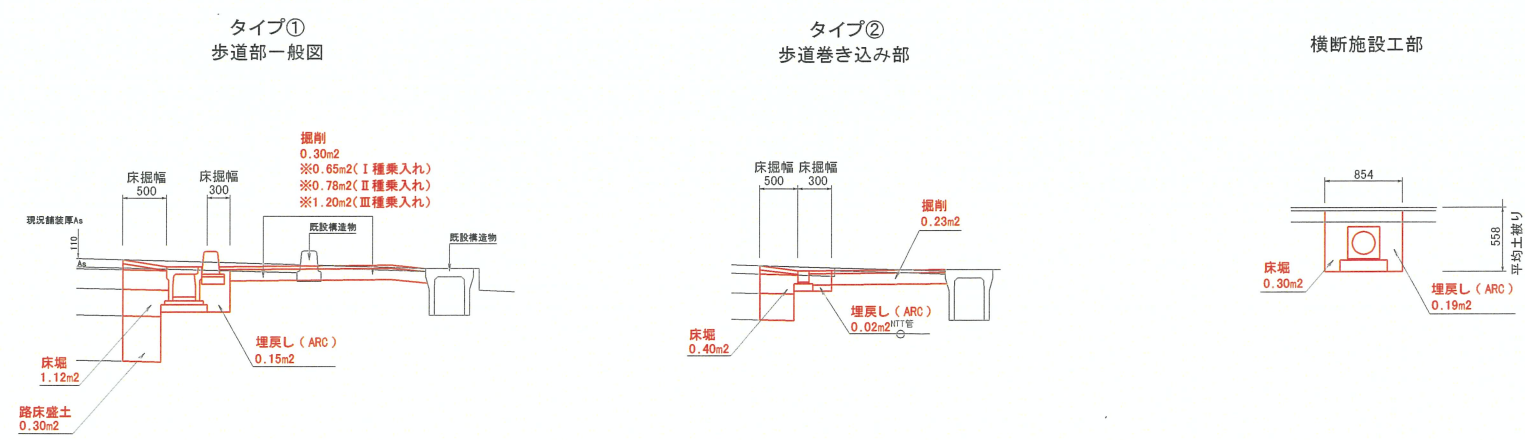 タイプ①
歩道部一般図
掘削
0.30m2
※0.65m2(Ⅰ種乗入れ)
※0.78m2(Ⅱ種乗入れ)
※1.20m2(Ⅲ種乗入れ)
床掘幅
500
床掘幅
300
現況舗装厚As
110
As
既設構造物
既設構造物
埋戻し(ARC)
0.15m2
床堀
1.12m2
路床盛土
0.30m2
タイプ②
歩道巻き込み部
床掘幅
500
床掘幅
300
掘削
0.23m2
埋戻し(ARC)
0.02m2
NTT管
床堀
0.40m2
横断施設工部
854
558
平均土被り
床堀
0.30m2
埋戻し(ARC)
0.19m2